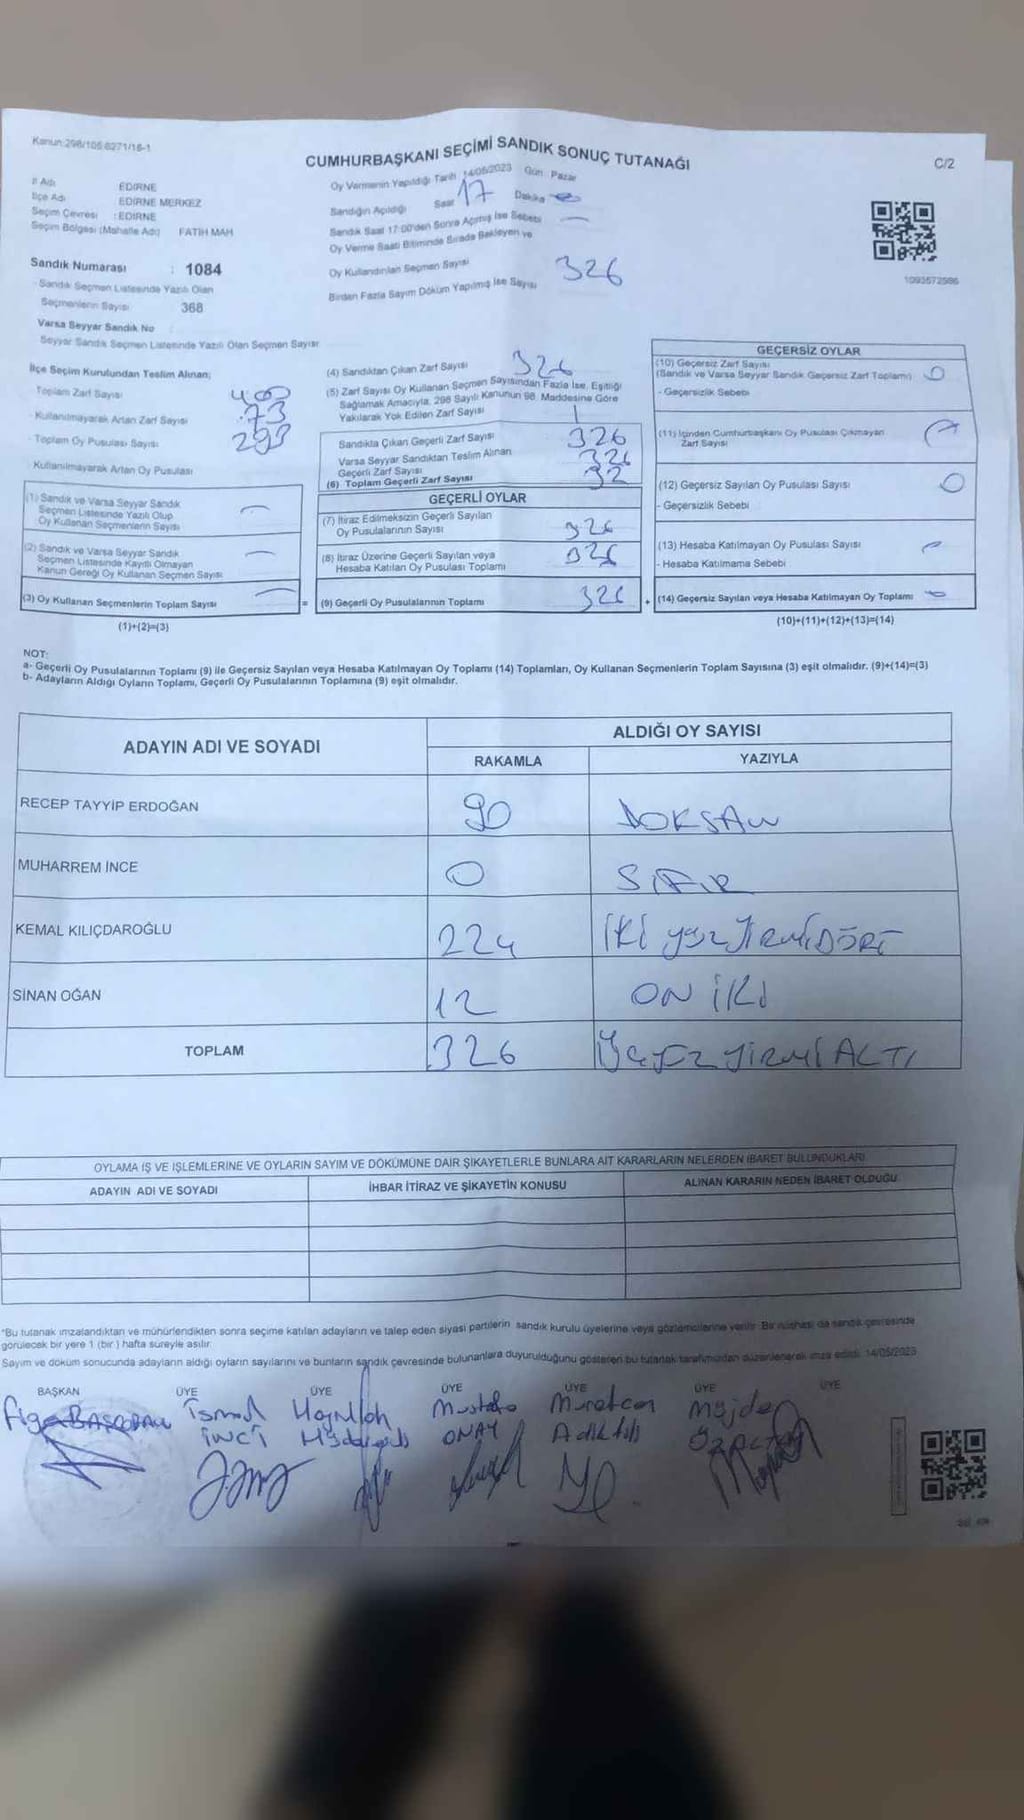 Kanun:298/105.6271/16-1
CUMHURBAŞKANI SEÇİMİ SANDIK SONUÇ TUTANAĞI
C/2
İl Adı EDİRNE
İlçe Adı EDİRNE MERKEZ
Seçim Çevresi : EDİRNE
Seçim Bölgesi (Mahalle Adı) FATİH MAH
Sandık Numarası : 1084
Sandık Seçmen Listesinde Yazılı Olan
Seçmenlerin Sayısı 368
Varsa Seyyar Sandık No
Seyyar Sandık Seçmen Listesinde Yazılı Olan Seçmen Sayısı
Oy Vermenin Yapıldığı Tarih 14/05/2023 Gün Pazar
Sandığın Açıldığı Saat 17 Dakika
Sandık Saat 17:00'den Sonra Açılmış İse Sebebi
Oy Verme Saati Bitiminde Sırada Bekleyen ve
Oy Kullandırılan Seçmen Sayısı 326
Birden Fazla Sayım Döküm Yapılmış İse Sayısı
1093572586
İlçe Seçim Kurulundan Teslim Alınan;
Toplam Zarf Sayısı 400
Kullanılmayarak Artan Zarf Sayısı 73
Toplam Oy Pusulası Sayısı
Kullanılmayarak Artan Oy Pusulası
(1) Sandık ve Varsa Seyyar Sandık
Seçmen Listesinde Yazılı Olup
Oy Kullanan Seçmenlerin Sayısı
(2) Sandık ve Varsa Seyyar Sandık
Seçmen Listesinde Kayıtlı Olmayan
Kanun Gereği Oy Kullanan Seçmen Sayısı
(3) Oy Kullanan Seçmenlerin Toplam Sayısı
(1)+(2)=(3)
(4) Sandıktan Çıkan Zarf Sayısı 326
(5) Zarf Sayısı Oy Kullanan Seçmen Sayısından Fazla İse, Eşitliği
Sağlamak Amacıyla, 298 Sayılı Kanunun 98. Maddesine Göre
Yakılarak Yok Edilen Zarf Sayısı
Sandıkta Çıkan Geçerli Zarf Sayısı 326
Varsa Seyyar Sandıktan Teslim Alınan
Geçerli Zarf Sayısı 326
(6) Toplam Geçerli Zarf Sayısı 32
GEÇERLİ OYLAR
(7) İtiraz Edilmeksizin Geçerli Sayılan
Oy Pusulalarının Sayısı 326
(8) İtiraz Üzerine Geçerli Sayılan veya
Hesaba Katılan Oy Pusulası Toplamı 326
= (9) Geçerli Oy Pusulalarının Toplamı 326
GEÇERSİZ OYLAR
(10) Geçersiz Zarf Sayısı
(Sandık ve Varsa Seyyar Sandık Geçersiz Zarf Toplamı) 0
- Geçersizlik Sebebi
(11) İçinden Cumhurbaşkanı Oy Pusulası Çıkmayan
Zarf Sayısı
(12) Geçersiz Sayılan Oy Pusulası Sayısı 0
- Geçersizlik Sebebi
(13) Hesaba Katılmayan Oy Pusulası Sayısı
- Hesaba Katılmama Sebebi
+ (14) Geçersiz Sayılan veya Hesaba Katılmayan Oy Toplamı
(10)+(11)+(12)+(13)=(14)
NOT:
a- Geçerli Oy Pusulalarının Toplamı (9) ile Geçersiz Sayılan veya Hesaba Katılmayan Oy Toplamı (14) Toplamları, Oy Kullanan Seçmenlerin Toplam Sayısına (3) eşit olmalıdır. (9)+(14)=(3)
b- Adayların Aldığı Oyların Toplamı, Geçerli Oy Pusulalarının Toplamına (9) eşit olmalıdır.
ADAYIN ADI VE SOYADI
ALDIĞI OY SAYISI
RAKAMLA YAZIYLA
RECEP TAYYİP ERDOĞAN 90 DOKSAN
MUHARREM İNCE 0 SIFIR
KEMAL KILIÇDAROĞLU 224 İKİ yüz YİRMİ DÖRT
SİNAN OĞAN 12 ON İKİ
TOPLAM 326 ÜçYÜZ YİRMİ ALTI
OYLAMA İŞ VE İŞLEMLERİNE VE OYLARIN SAYIM VE DÖKÜMÜNE DAİR ŞİKAYETLERLE BUNLARA AİT KARARLARIN NELERDEN İBARET BULUNDUKLARI
ADAYIN ADI VE SOYADI İHBAR İTİRAZ VE ŞİKAYETİN KONUSU ALINAN KARARIN NEDEN İBARET OLDUĞU
"Bu tutanak imzalandıktan ve mühürlendikten sonra seçime katılan adayların ve talep eden siyasi partilerin sandık kurulu üyelerine veya gözlemcilerine verilir. Bir nüshası da sandık çevresinde
görülecek bir yere 1 (bir ) hafta süreyle asılır.
Sayım ve döküm sonucunda adayların aldığı oyların sayılarını ve bunların sandık çevresinde bulunanlara duyurulduğunu gösteren bu tutanak tarafımızdan düzenlenerek imza edildi. 14/05/2023
BAŞKAN ÜYE ÜYE ÜYE ÜYE ÜYE ÜYE
İsmail Mustafa Muratcan Müjde
İNCİ ONAY